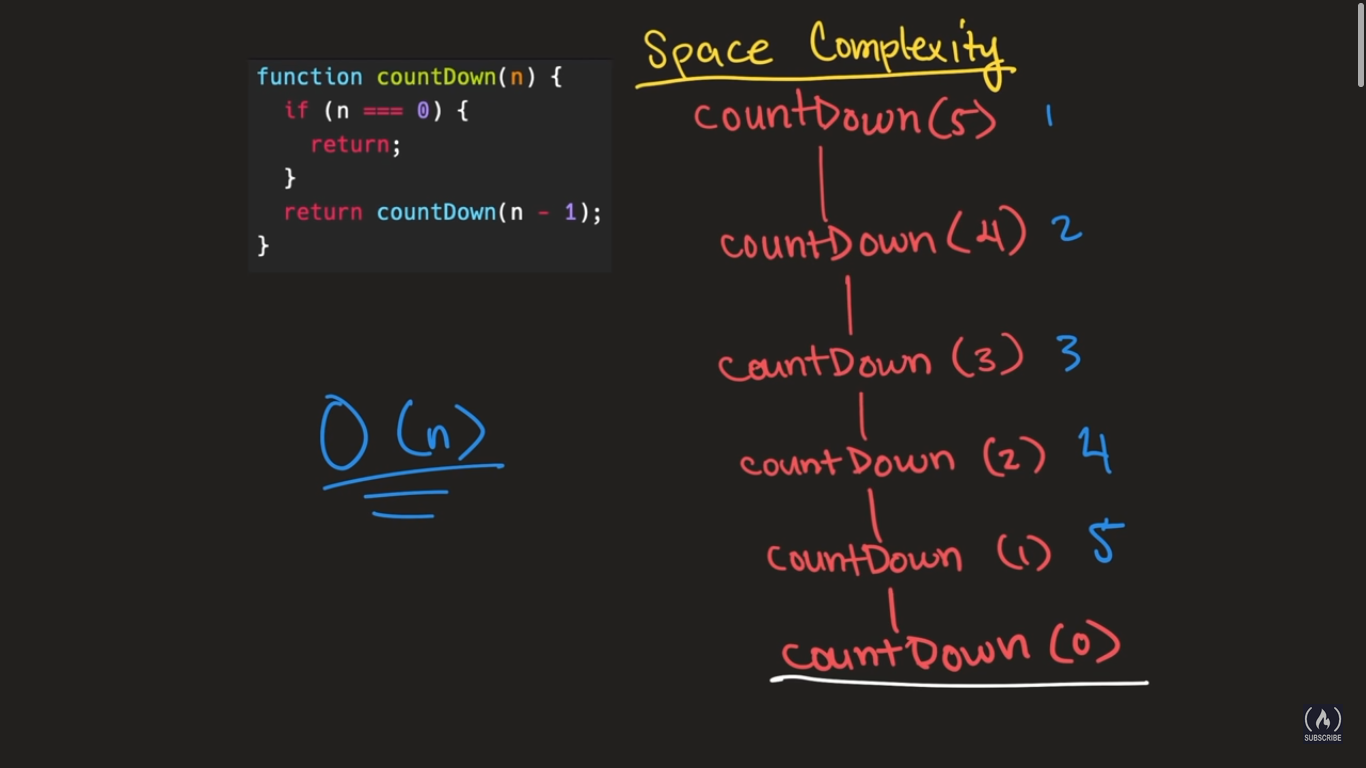 function countDown(n) {
if (n === 0) {
return;
}
return countDown(n - 1);
}
O(n)
Space Complexity
countDown(5) 1
countDown(4) 2
countDown(3) 3
countDown(2) 4
countDown(1) 5
countDown(0)
SUBSCRIBE